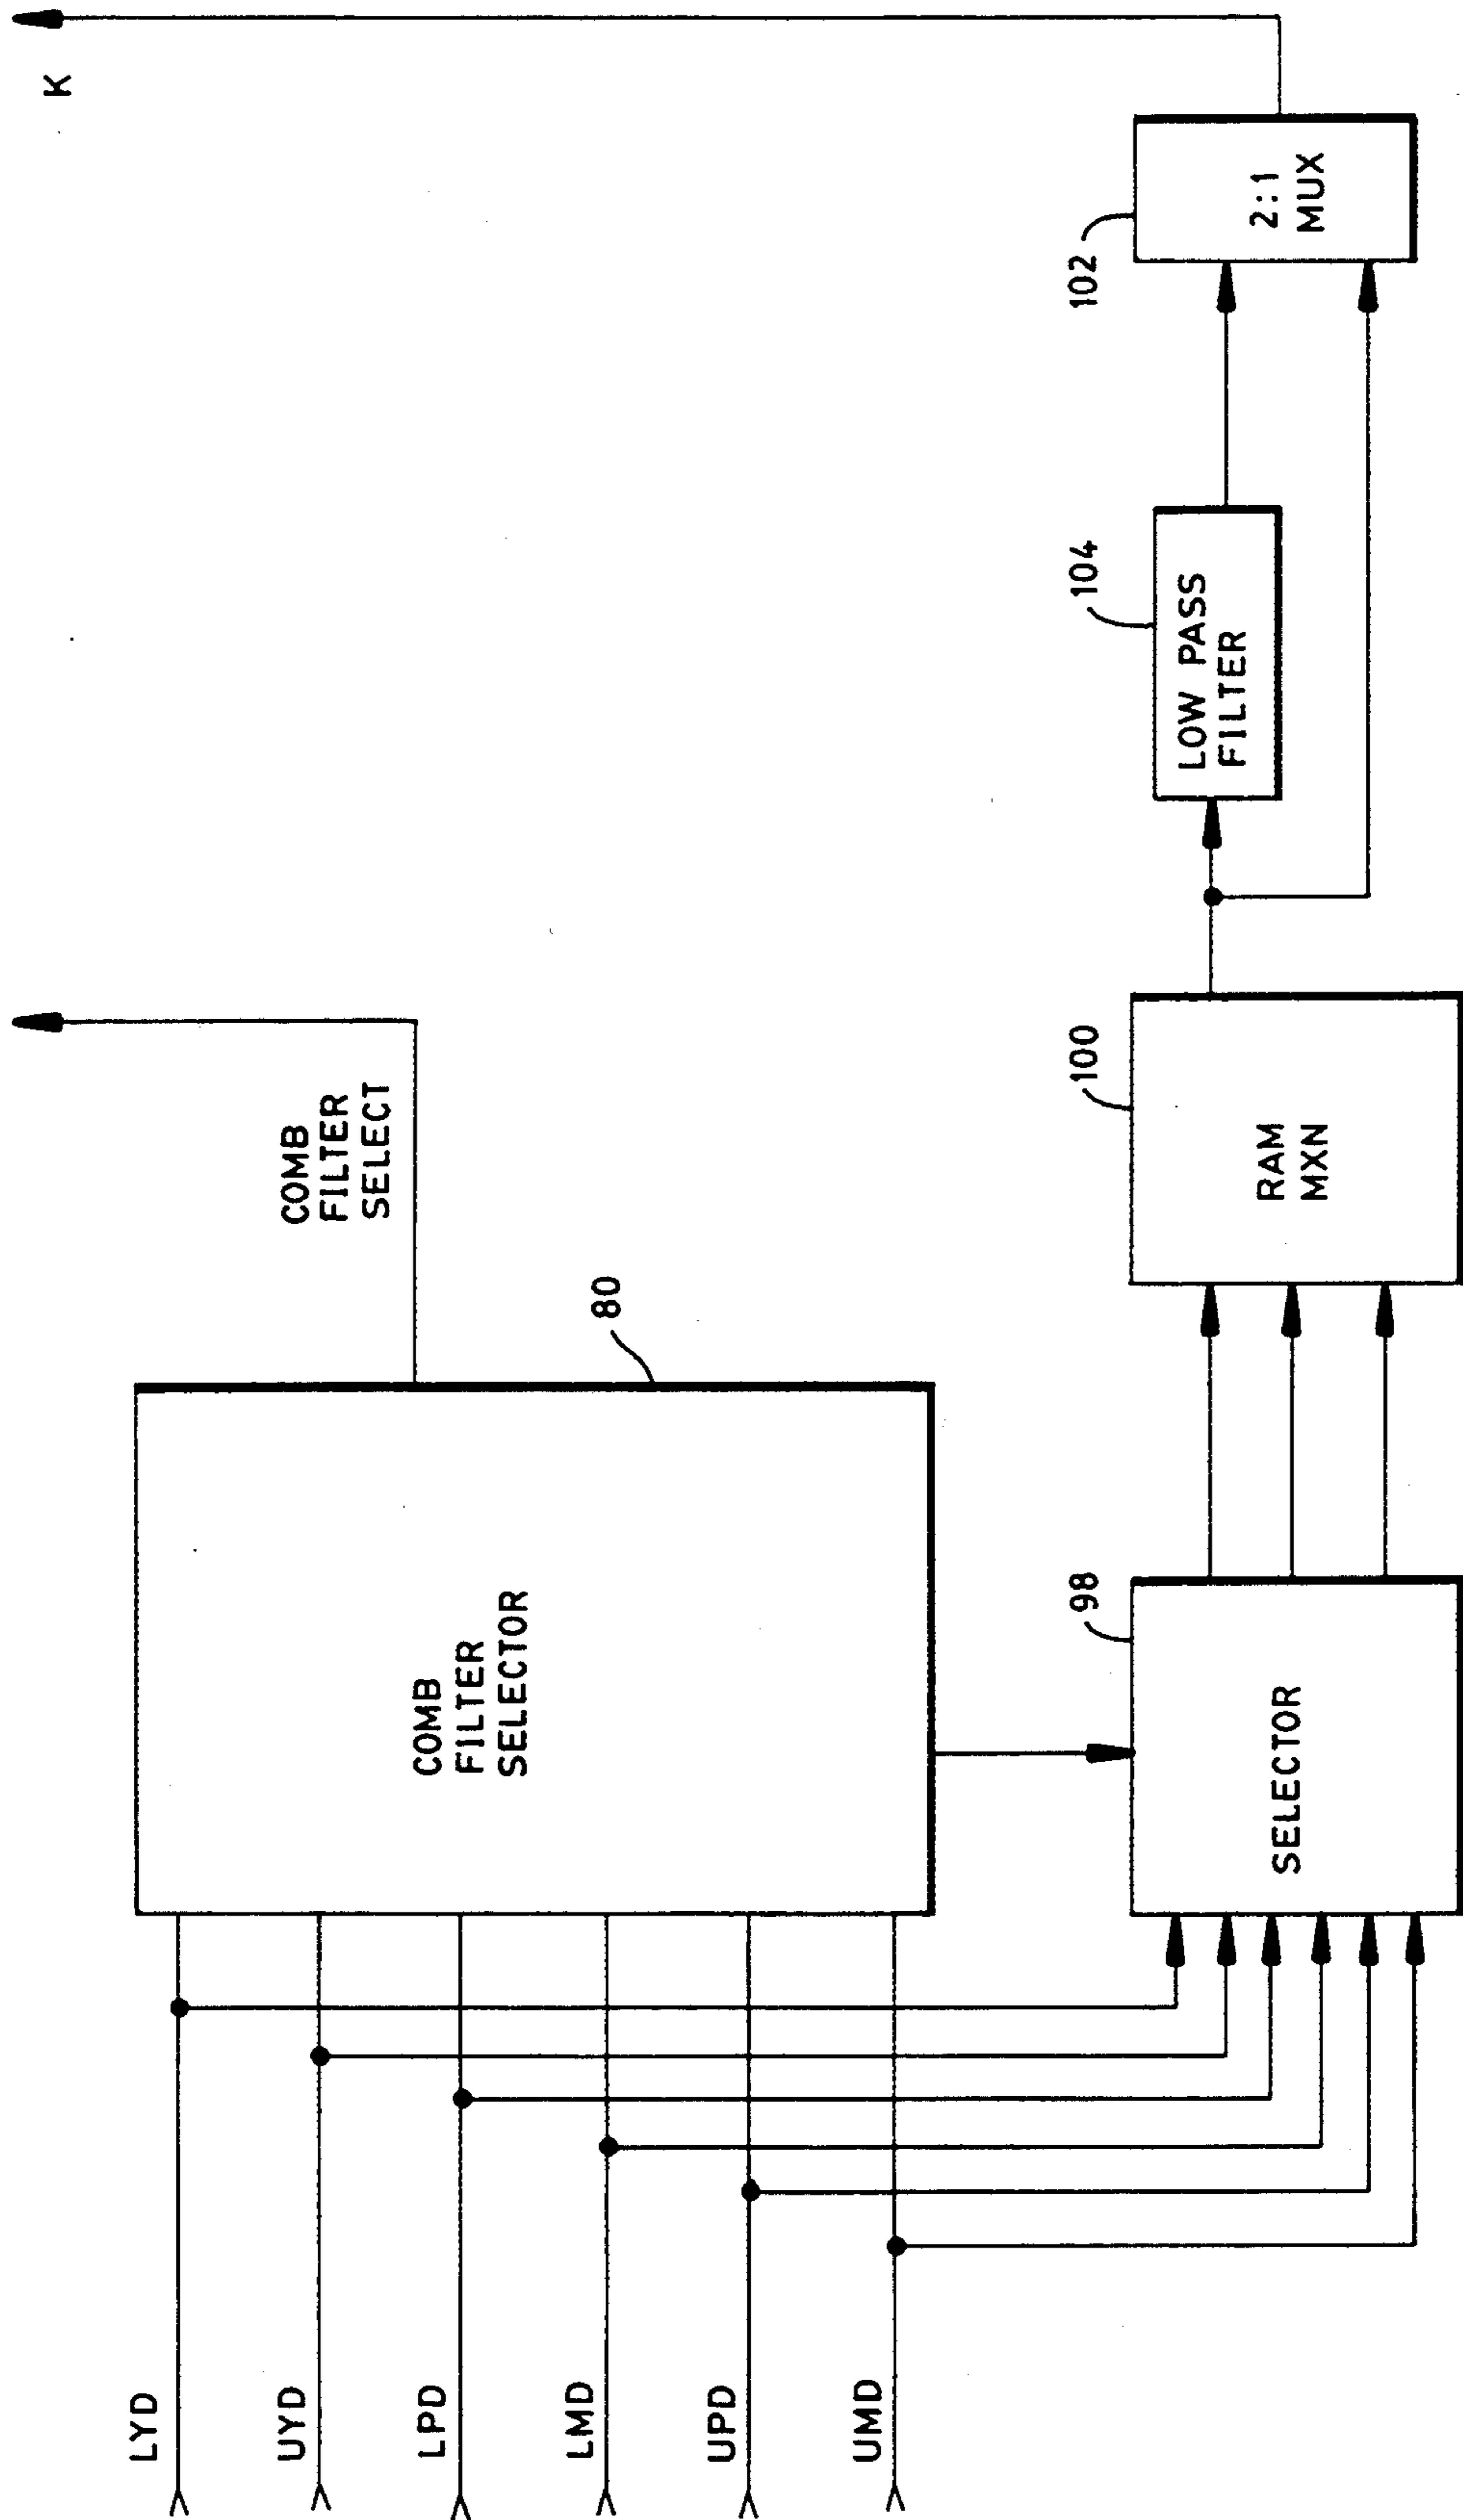 LYD
UYD
LPD
LMD
UPD
UMD
COMB
FILTER
SELECTOR
80
COMB
FILTER
SELECT
K
SELECTOR
98
RAM
MXN
100
LOW PASS
FILTER
104
2:1
MUX
102